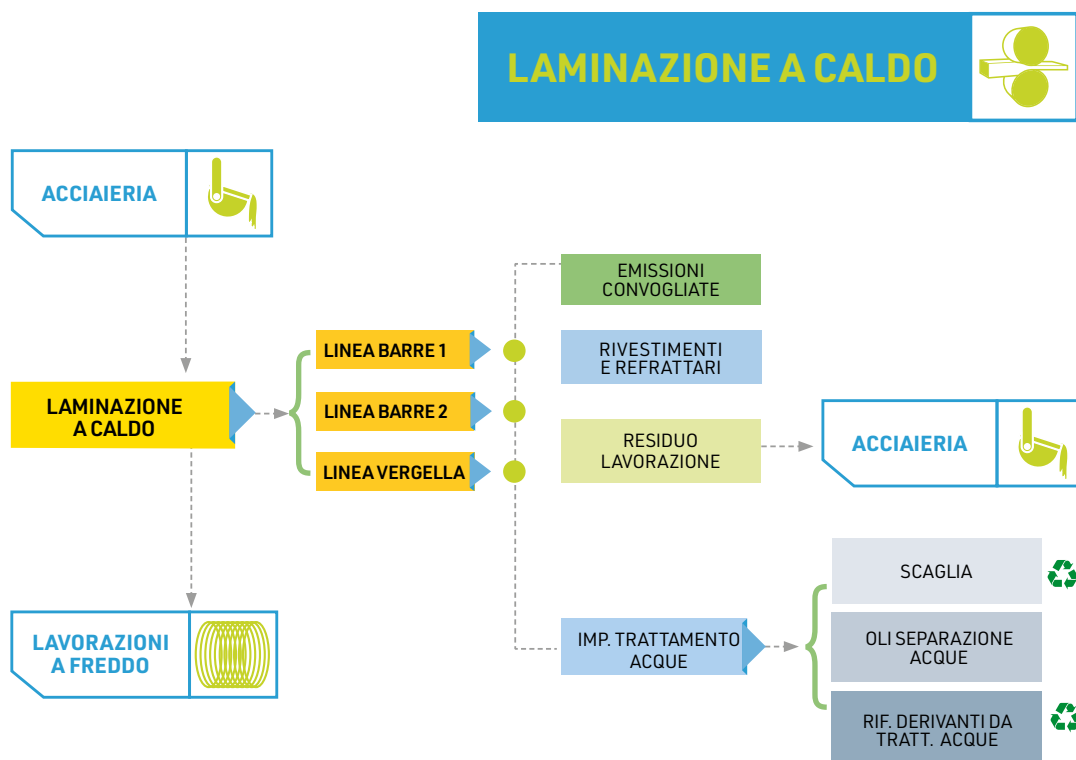 LAMINAZIONE A CALDO
ACCIAIERIA
EMISSIONI
CONVOGLIATE
LINEA BARRE 1
RIVESTIMENTI
E REFRATTARI
LAMINAZIONE
A CALDO
LINEA BARRE 2
RESIDUO
LAVORAZIONE
ACCIAIERIA
LINEA VERGELLA
SCAGLIA
LAVORAZIONI
A FREDDO
IMP. TRATTAMENTO
ACQUE
OLI SEPARAZIONE
ACQUE
RIF. DERIVANTI DA
TRATT. ACQUE